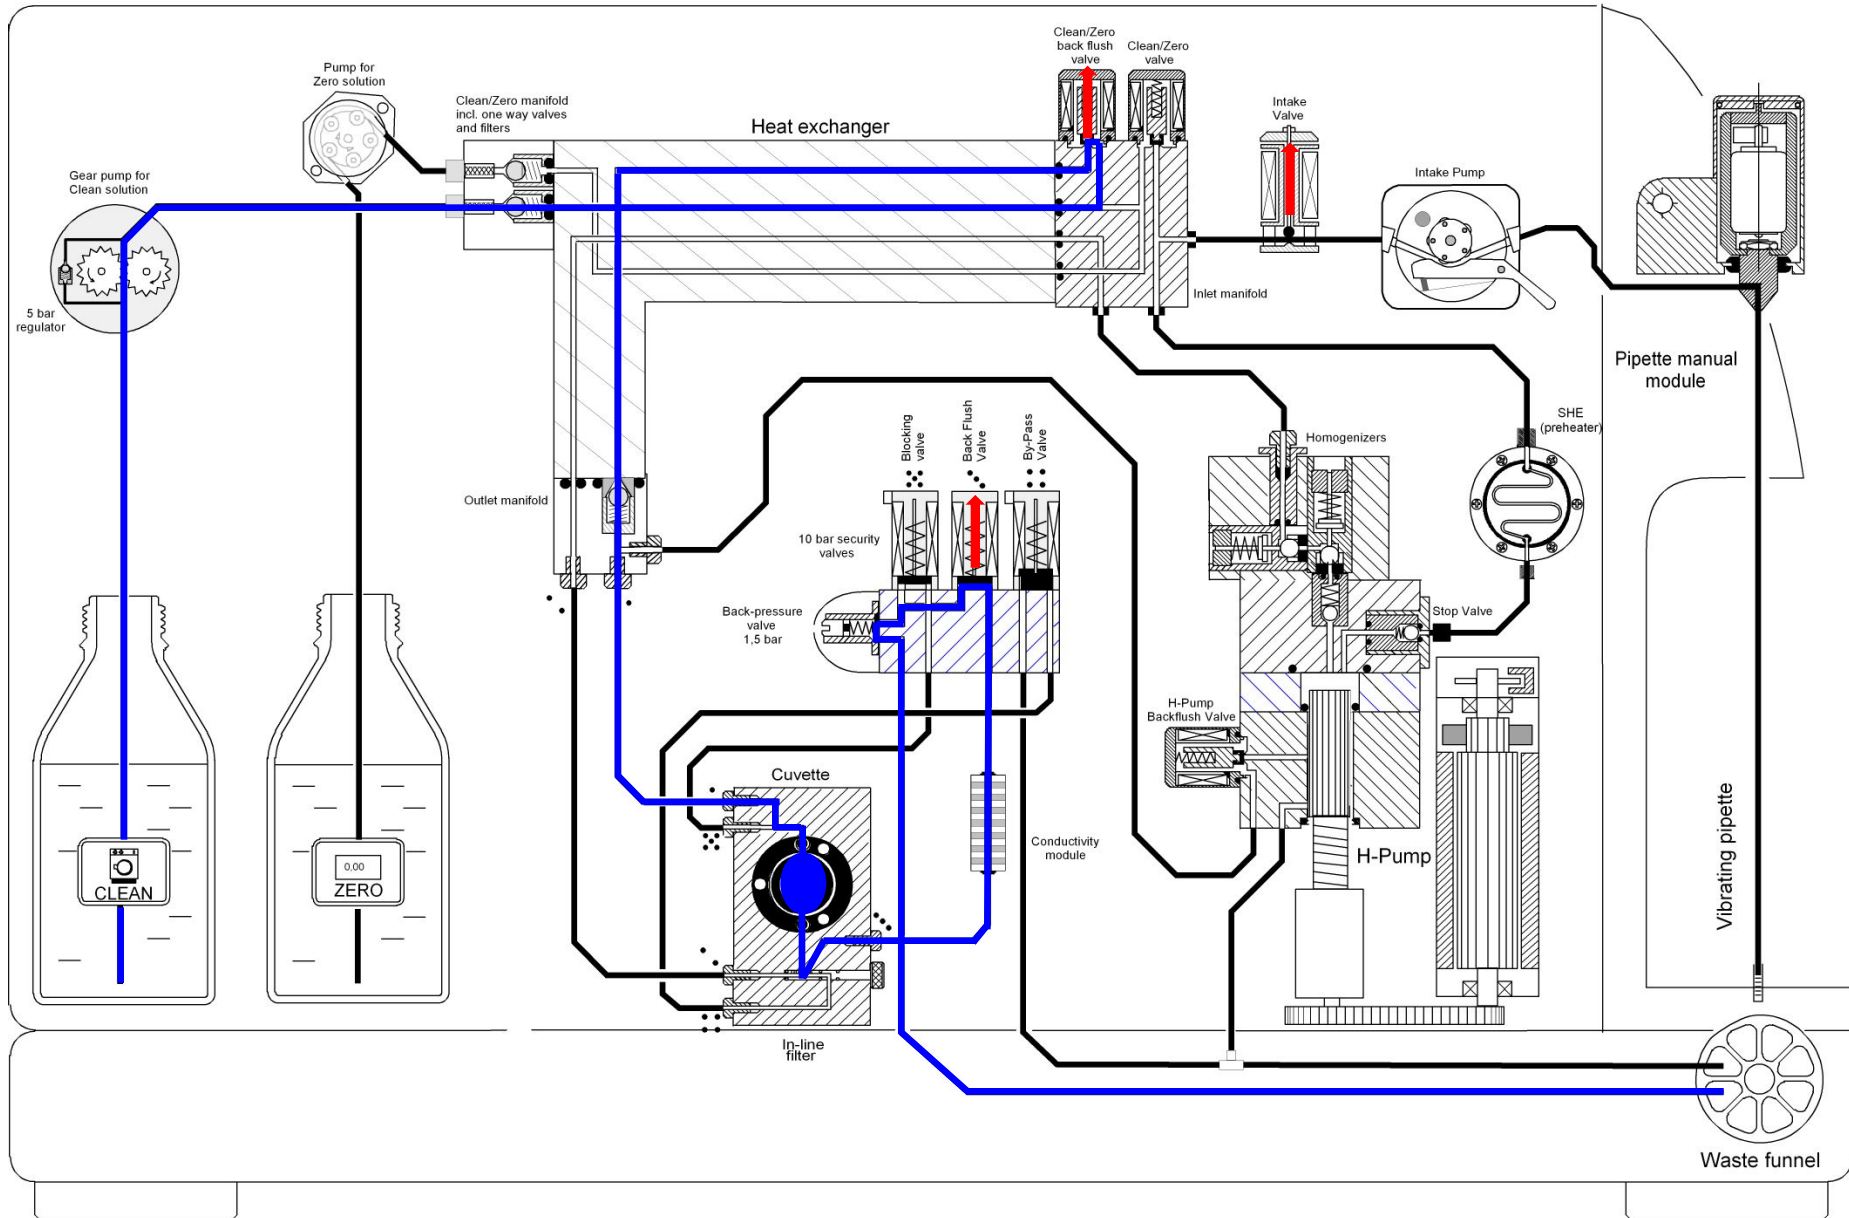 Clean/Zero
back flush
valve
Clean/Zero
valve
Pump for
Zero solution
Clean/Zero manifold
incl. one way valves
and filters
Heat exchanger
Intake
Valve
Intake Pump
Gear pump for
Clean solution
5 bar
regulator
Inlet manifold
Pipette manual
module
SHE
(preheater)
Homogenizers
Blocking
valve
Back Flush
Valve
By-Pass
Valve
Outlet manifold
10 bar security
valves
Back-pressure
valve
1,5 bar
Stop Valve
H-Pump
Backflush Valve
Cuvette
Conductivity
module
H-Pump
Vibrating pipette
CLEAN
0,00
ZERO
In-line
filter
Waste funnel